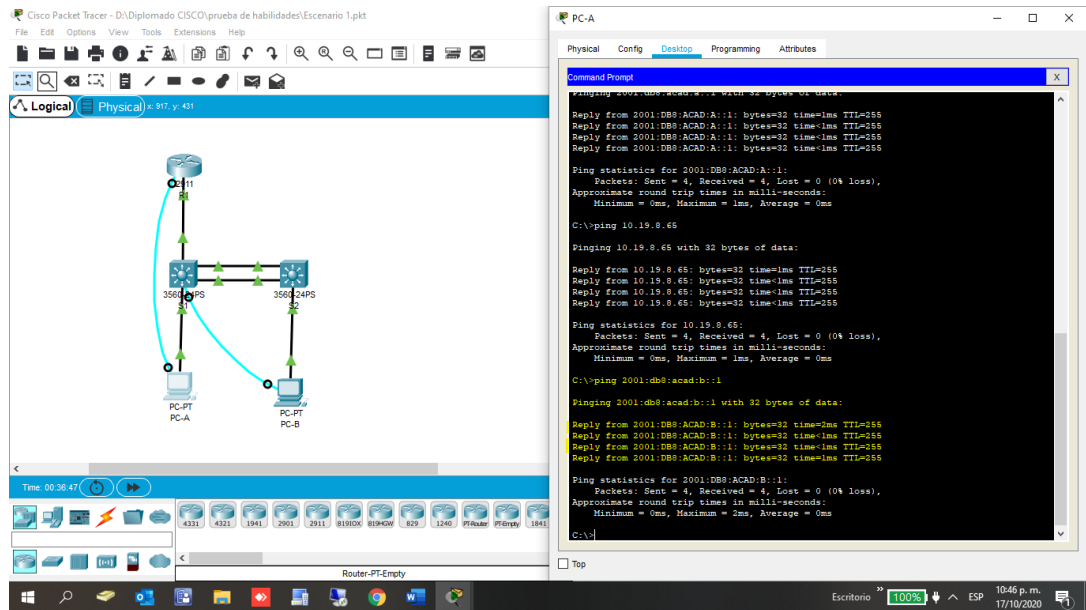 Cisco Packet Tracer - D:\Diplomado CISCO\prueba de habilidades\Escenario 1.pkt
File Edit Options View Tools Extensions Help
Logical Physical x: 917, y: 431
2911
R1
3560-24PS
S1
3560-24PS
S2
PC-PT
PC-A
PC-PT
PC-B
Time: 00:36:47
4331 4321 1941 2901 2911 819IOX 819HGW 829 1240 PT-Router PT-Empty 1841
Router-PT-Empty
PC-A
Physical Config Desktop Programming Attributes
Command Prompt
X
Pinging 2001:db8:acad:a::1 with 32 bytes of data:
Reply from 2001:DB8:ACAD:A::1: bytes=32 time=1ms TTL=255
Reply from 2001:DB8:ACAD:A::1: bytes=32 time<1ms TTL=255
Reply from 2001:DB8:ACAD:A::1: bytes=32 time=1ms TTL=255
Reply from 2001:DB8:ACAD:A::1: bytes=32 time<1ms TTL=255
Ping statistics for 2001:DB8:ACAD:A::1:
Packets: Sent = 4, Received = 4, Lost = 0 (0% loss),
Approximate round trip times in milli-seconds:
Minimum = 0ms, Maximum = 1ms, Average = 0ms
C:\>ping 10.19.8.65
Pinging 10.19.8.65 with 32 bytes of data:
Reply from 10.19.8.65: bytes=32 time=1ms TTL=255
Reply from 10.19.8.65: bytes=32 time<1ms TTL=255
Reply from 10.19.8.65: bytes=32 time<1ms TTL=255
Reply from 10.19.8.65: bytes=32 time<1ms TTL=255
Ping statistics for 10.19.8.65:
Packets: Sent = 4, Received = 4, Lost = 0 (0% loss),
Approximate round trip times in milli-seconds:
Minimum = 0ms, Maximum = 1ms, Average = 0ms
C:\>ping 2001:db8:acad:b::1
Pinging 2001:db8:acad:b::1 with 32 bytes of data:
Reply from 2001:DB8:ACAD:B::1: bytes=32 time=2ms TTL=255
Reply from 2001:DB8:ACAD:B::1: bytes=32 time<1ms TTL=255
Reply from 2001:DB8:ACAD:B::1: bytes=32 time<1ms TTL=255
Reply from 2001:DB8:ACAD:B::1: bytes=32 time=1ms TTL=255
Ping statistics for 2001:DB8:ACAD:B::1:
Packets: Sent = 4, Received = 4, Lost = 0 (0% loss),
Approximate round trip times in milli-seconds:
Minimum = 0ms, Maximum = 2ms, Average = 0ms
C:\>
Top
Escritorio 100% ESP 10:46 p. m.
17/10/2020